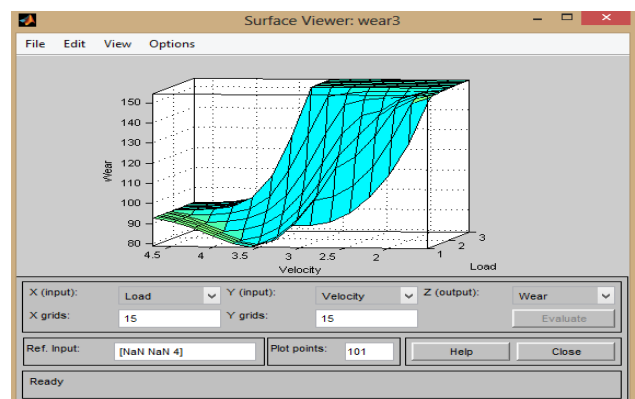 Surface Viewer: wear3
File Edit View Options
150
140
130
120
110
100
90
80
Wear
4.5 4 3.5 3 2.5 2
Velocity
1 2 3
Load
X (input): Load Y (input): Velocity Z (output): Wear
X grids: 15 Y grids: 15 Evaluate
Ref. Input: [NaN NaN 4] Plot points: 101 Help Close
Ready